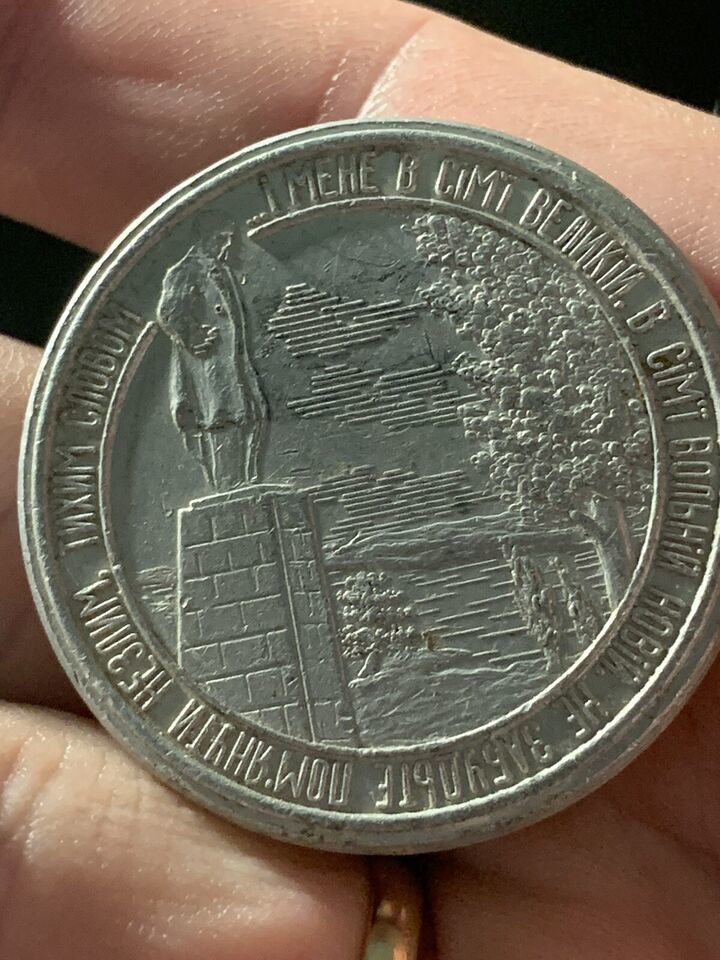 ...І МЕНЕ В СІМ'Ї ВЕЛИКІЙ, В СІМ'Ї ВОЛЬНІЙ НОВІЙ, НЕ ЗАБУДЬТЕ ПОМ'ЯНУТИ НЕЗЛИМ ТИХИМ СЛОВОМ